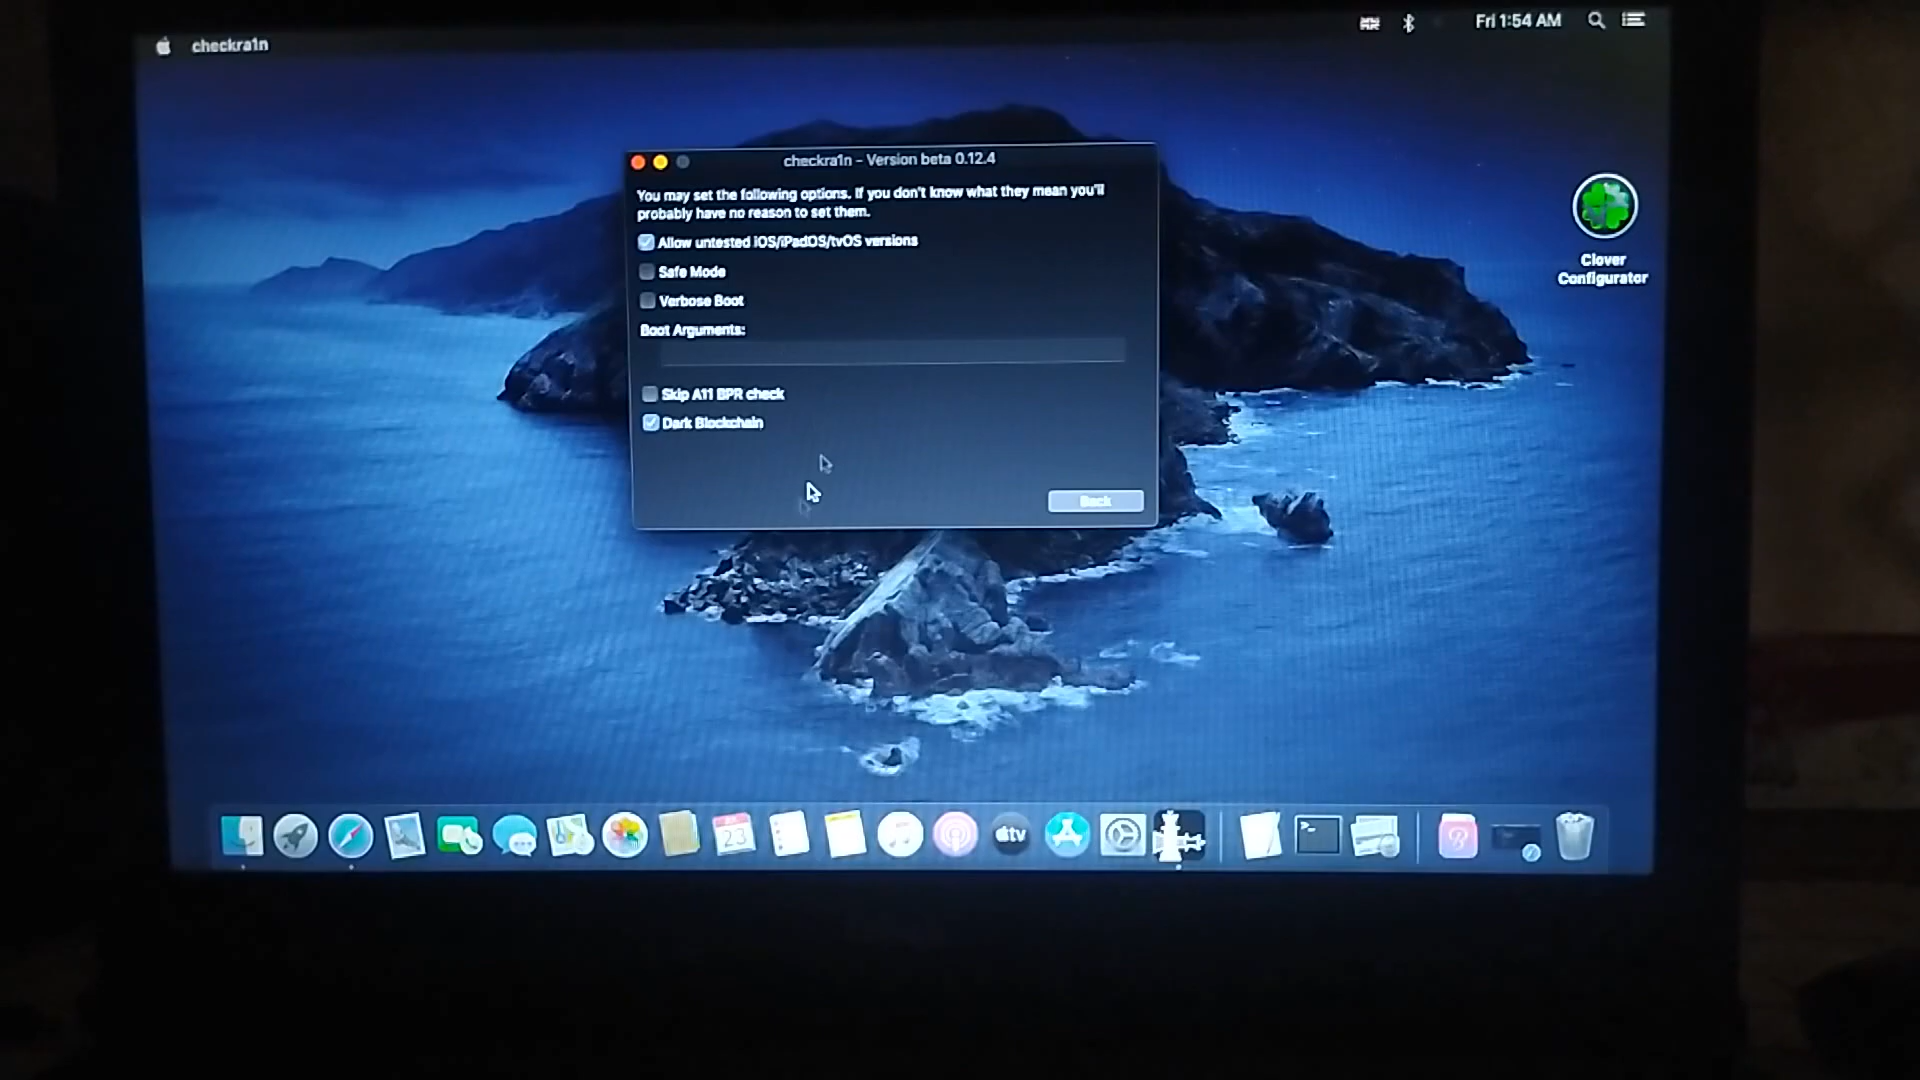 checkra1n
Fri 1:54 AM
checkra1n - Version beta 0.12.4
You may set the following options. If you don't know what they mean you'll
probably have no reason to set them.
Allow untested iOS/iPadOS/tvOS versions
Safe Mode
Verbose Boot
Boot Arguments:
Skip A11 BPR check
Dark Blockchain
Back
Clover
Configurator
23
tv